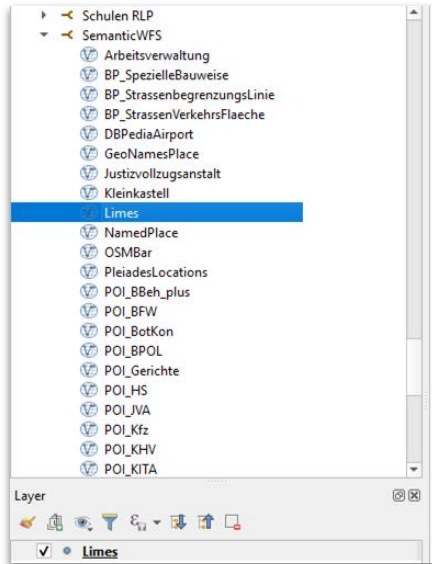 Schulen RLP
SemanticWFS
Arbeitsverwaltung
BP_SpezielleBauweise
BP_StrassenbegrenzungsLinie
BP_StrassenVerkehrsFlaeche
DBPediaAirport
GeoNamesPlace
Justizvollzugsanstalt
Kleinkastell
Limes
NamedPlace
OSMBar
PleiadesLocations
POI_BBeh_plus
POI_BFW
POI_BotKon
POI_BPOL
POI_Gerichte
POI_HS
POI_JVA
POI_Kfz
POI_KHV
POI_KITA
Layer
Limes